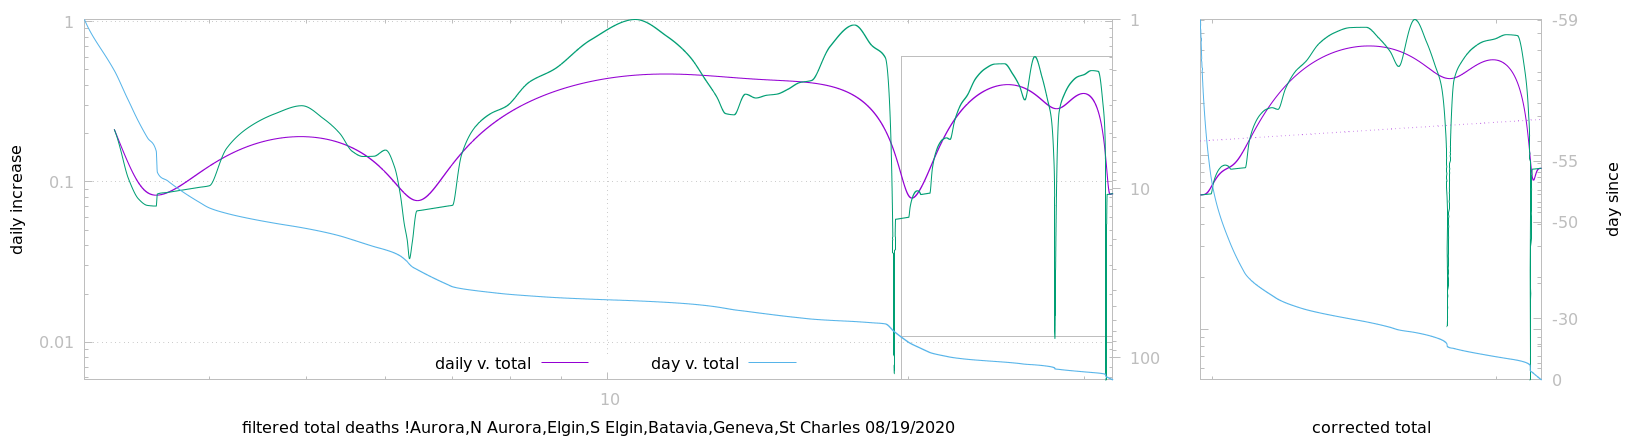 1
0.1
0.01
daily increase
10
1
10
100
daily v. total
day v. total
filtered total deaths !Aurora,N Aurora,Elgin,S Elgin,Batavia,Geneva,St Charles 08/19/2020
-59
-55
-50
-30
0
day since
corrected total